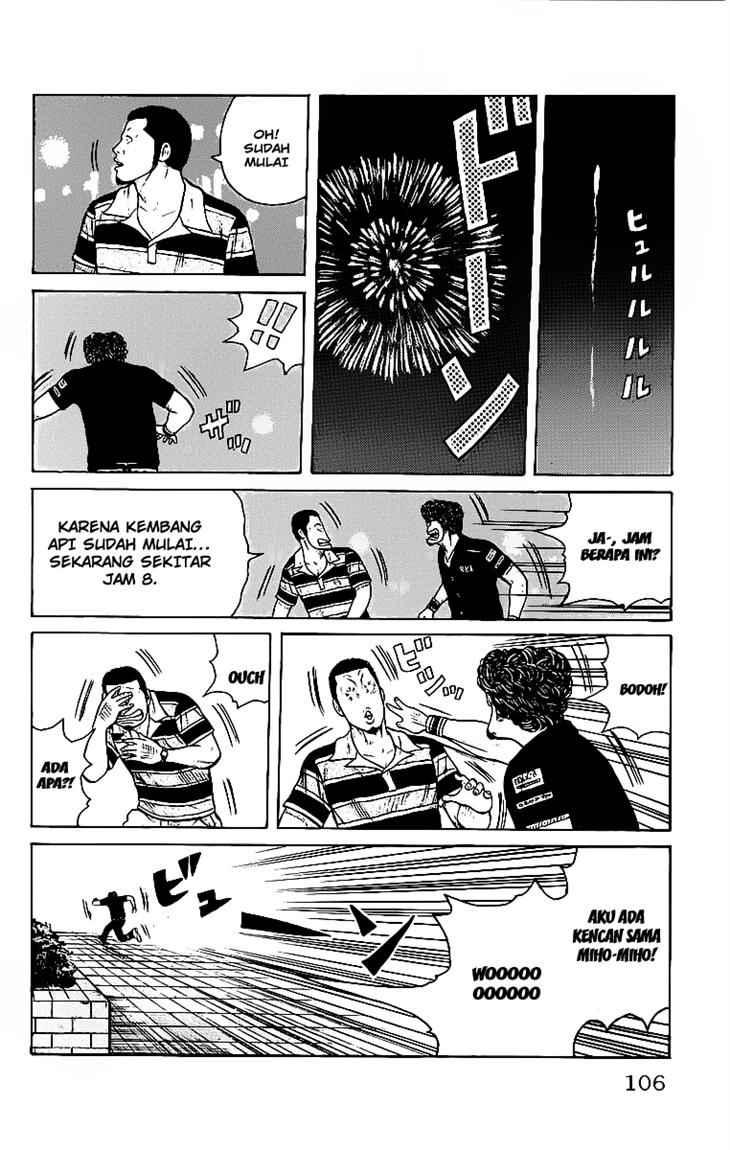 ヒュルルルル
ドドン
OH!
SUDAH
MULAI
!!
ザザッ
JA-, JAM
BERAPA INI?
KARENA KEMBANG
API SUDAH MULAI...
SEKARANG SEKITAR
JAM 8.
BODOH!
ビシッ
OUCH
ADA
APA?!
AKU ADA
KENCAN SAMA
MIHO-MIHO!
WOOOOO
OOOOOO
ビュー
106